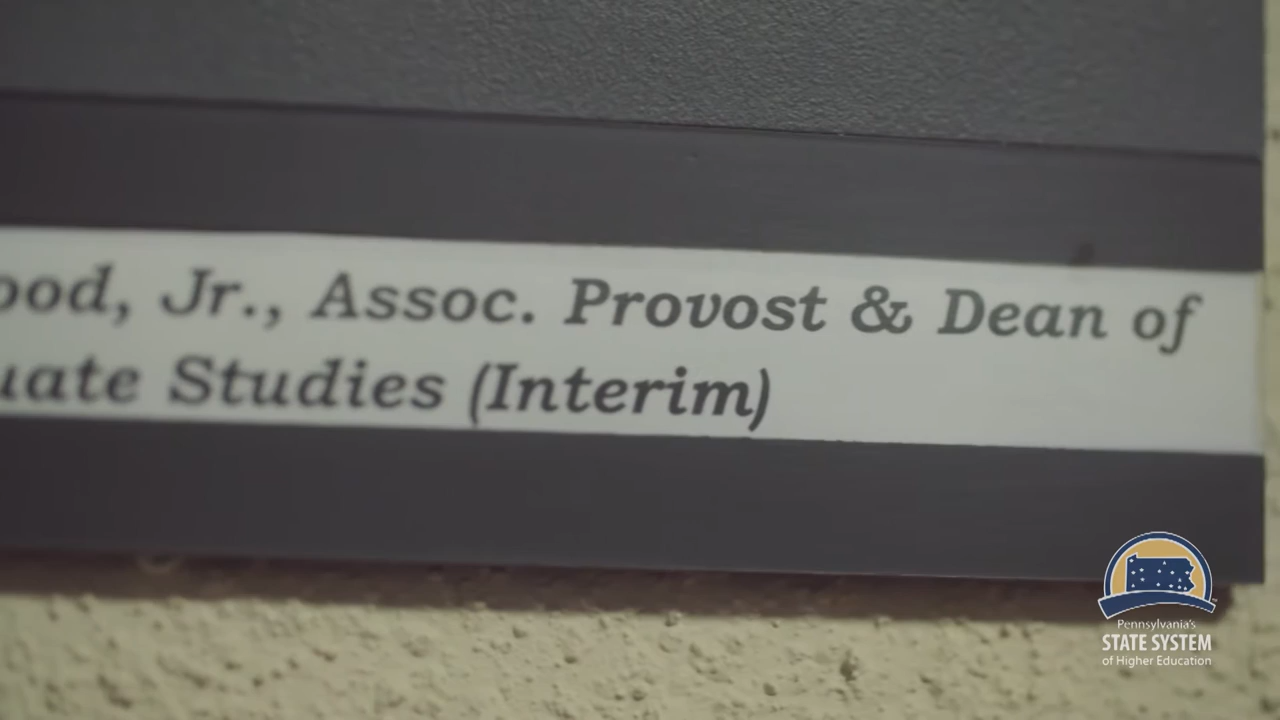 ood, Jr., Assoc. Provost & Dean of
uate Studies (Interim)
Pennsylvania's
STATE SYSTEM
of Higher Education